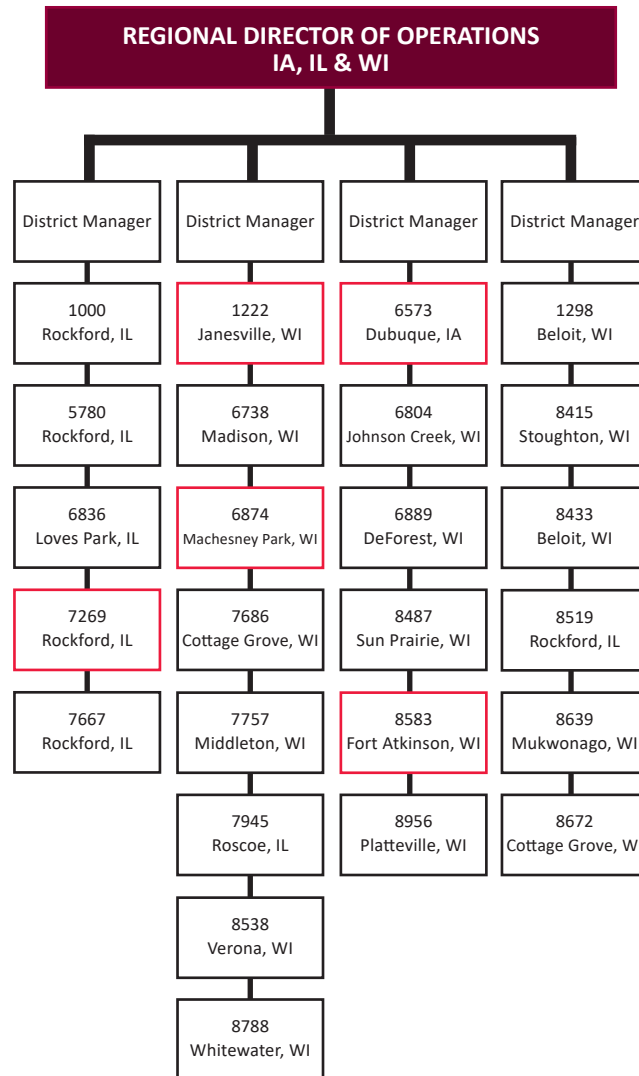 REGIONAL DIRECTOR OF OPERATIONS
IA, IL & WI
District Manager
1000
Rockford, IL
5780
Rockford, IL
6836
Loves Park, IL
7269
Rockford, IL
7667
Rockford, IL
District Manager
1222
Janesville, WI
6738
Madison, WI
6874
Machesney Park, WI
7686
Cottage Grove, WI
7757
Middleton, WI
7945
Roscoe, IL
8538
Verona, WI
8788
Whitewater, WI
District Manager
6573
Dubuque, IA
6804
Johnson Creek, WI
6889
DeForest, WI
8487
Sun Prairie, WI
8583
Fort Atkinson, WI
8956
Platteville, WI
District Manager
1298
Beloit, WI
8415
Stoughton, WI
8433
Beloit, WI
8519
Rockford, IL
8639
Mukwonago, WI
8672
Cottage Grove, W